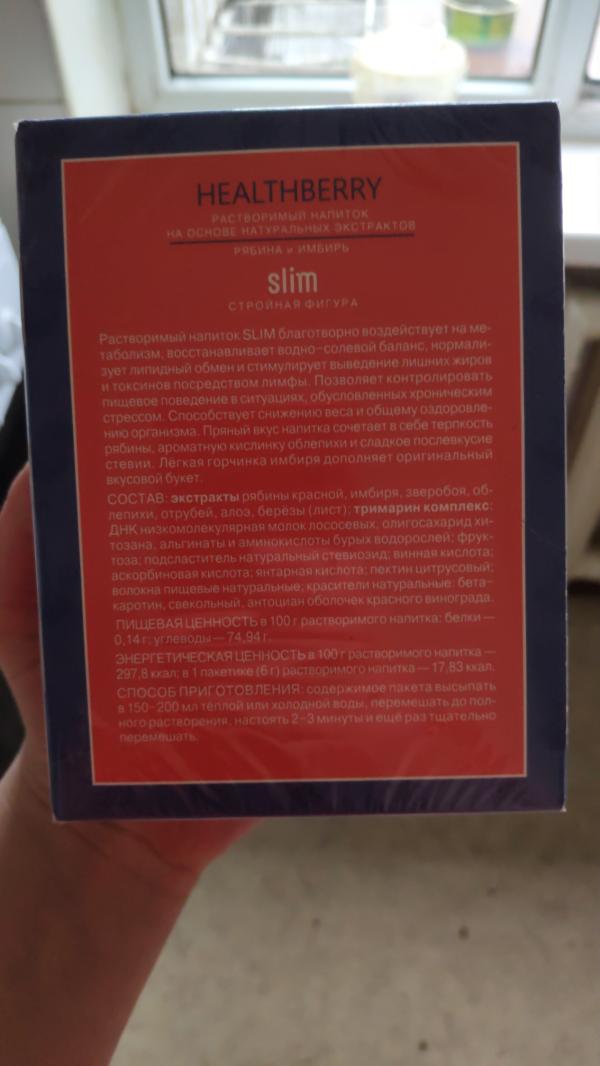 HEALTHBERRY
РАСТВОРИМЫЙ НАПИТОК
НА ОСНОВЕ НАТУРАЛЬНЫХ ЭКСТРАКТОВ
РЯБИНА и ИМБИРЬ
slim
СТРОЙНАЯ ФИГУРА
Растворимый напиток SLIM благотворно воздействует на ме-
таболизм, восстанавливает водно-солевой баланс, нормали-
зует липидный обмен и стимулирует выведение лишних жиров
и токсинов посредством лимфы. Позволяет контролировать
пищевое поведение в ситуациях, обусловленных хроническим
стрессом. Способствует снижению веса и общему оздоровле-
нию организма. Пряный вкус напитка сочетает в себе терпкость
рябины, ароматную кислинку облепихи и сладкое послевкусие
стевии. Лёгкая горчинка имбиря дополняет оригинальный
вкусовой букет.
СОСТАВ: экстракты рябины красной, имбиря, зверобоя, об-
лепихи, отрубей, алоэ, берёзы (лист); тримарин комплекс:
ДНК низкомолекулярная молок лососевых, олигосахарид хи-
тозана, альгинаты и аминокислоты бурых водорослей; фрук-
тоза; подсластитель натуральный стевиозид; винная кислота;
аскорбиновая кислота; янтарная кислота; пектин цитрусовый;
волокна пищевые натуральные; красители натуральные: бета-
каротин, свекольный, антоциан оболочек красного винограда.
ПИЩЕВАЯ ЦЕННОСТЬ в 100 г растворимого напитка: белки —
0,14 г; углеводы — 74,94 г.
ЭНЕРГЕТИЧЕСКАЯ ЦЕННОСТЬ в 100 г растворимого напитка —
297,8 ккал; в 1 пакетике (6 г) растворимого напитка — 17,83 ккал.
СПОСОБ ПРИГОТОВЛЕНИЯ: содержимое пакета высыпать
в 150-200 мл тёплой или холодной воды, перемешать до пол-
ного растворения, настоять 2-3 минуты и ещё раз тщательно
перемешать.